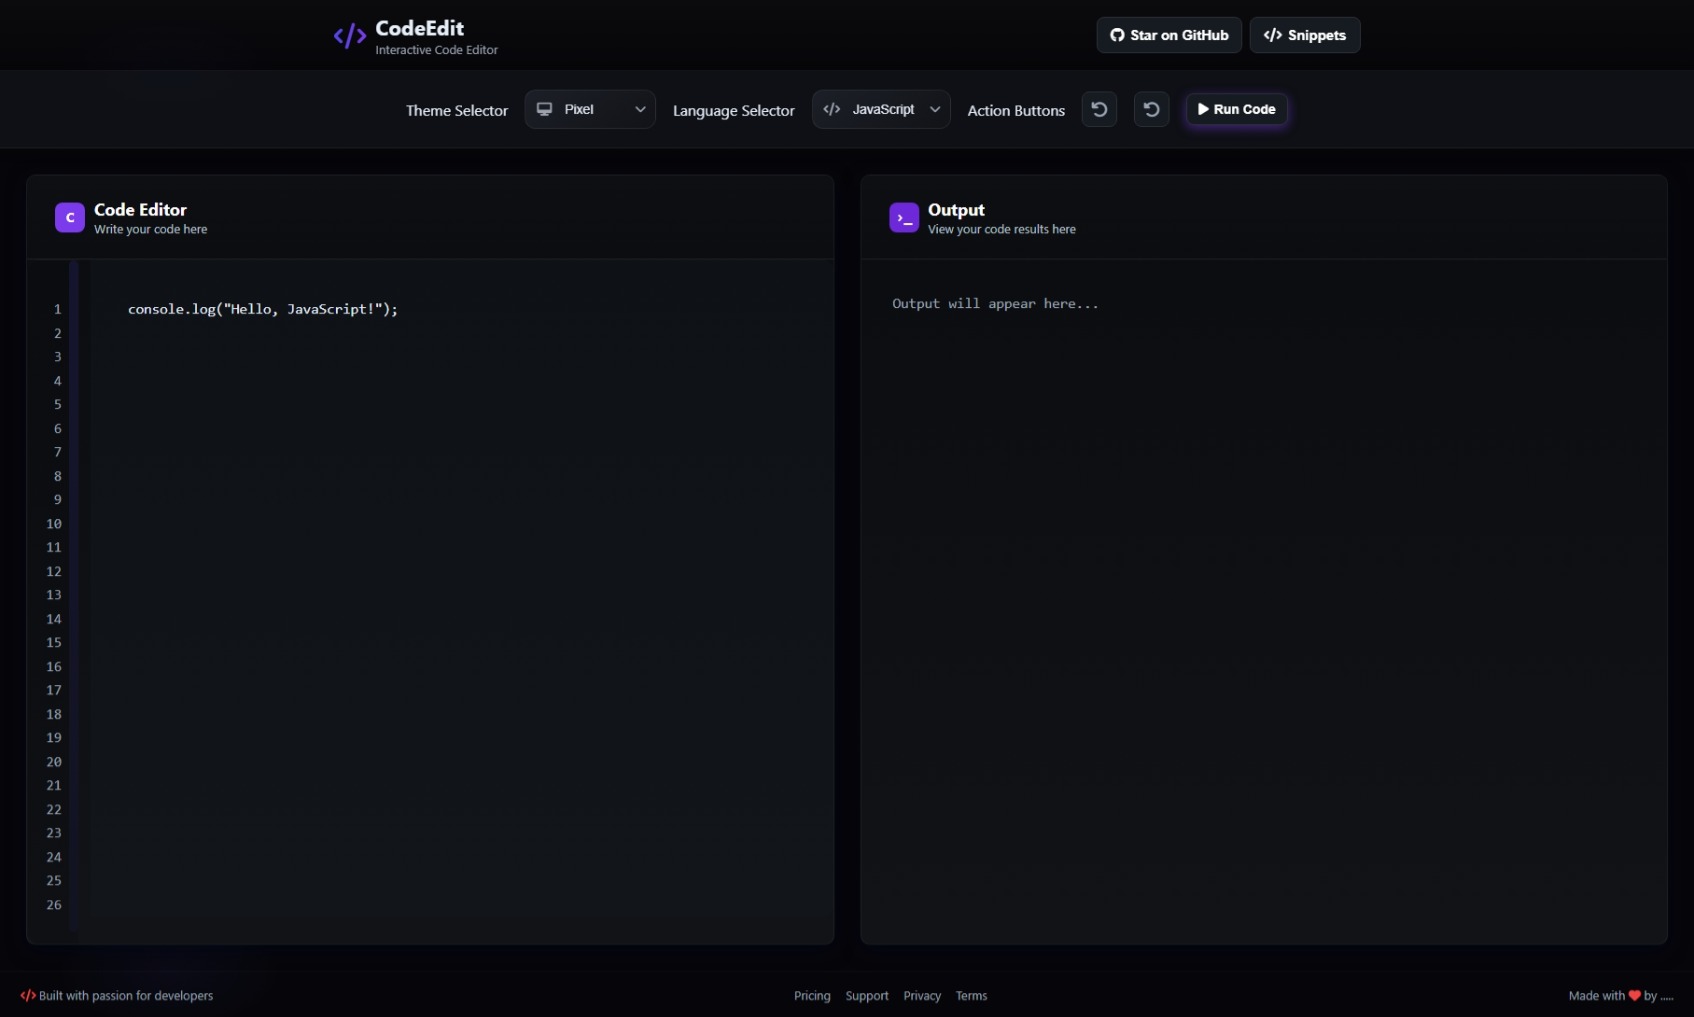 CodeEdit
Interactive Code Editor
Star on GitHub
</> Snippets
Theme Selector
Pixel
Language Selector
</> JavaScript
Action Buttons
Run Code
C
Code Editor
Write your code here
>_
Output
View your code results here
1
console.log("Hello, JavaScript!");
2
3
4
5
6
7
8
9
10
11
12
13
14
15
16
17
18
19
20
21
22
23
24
25
26
Output will appear here...
</> Built with passion for developers
Pricing Support Privacy Terms
Made with ❤ by .....